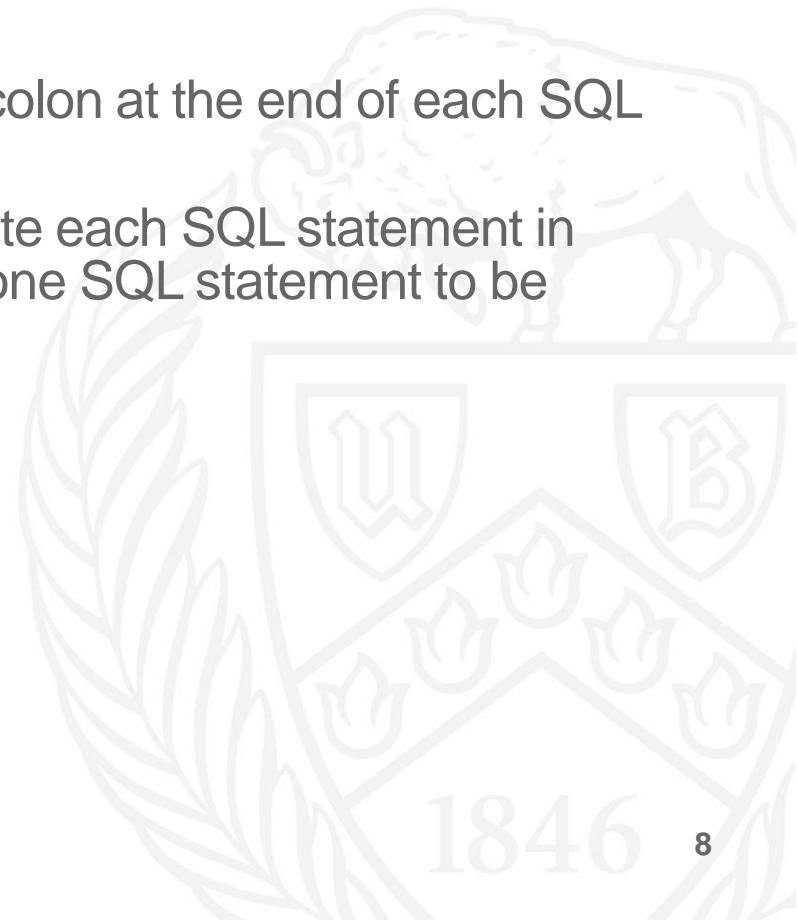 colon at the end of each SQL
te each SQL statement in
one SQL statement to be
U B
1846
8